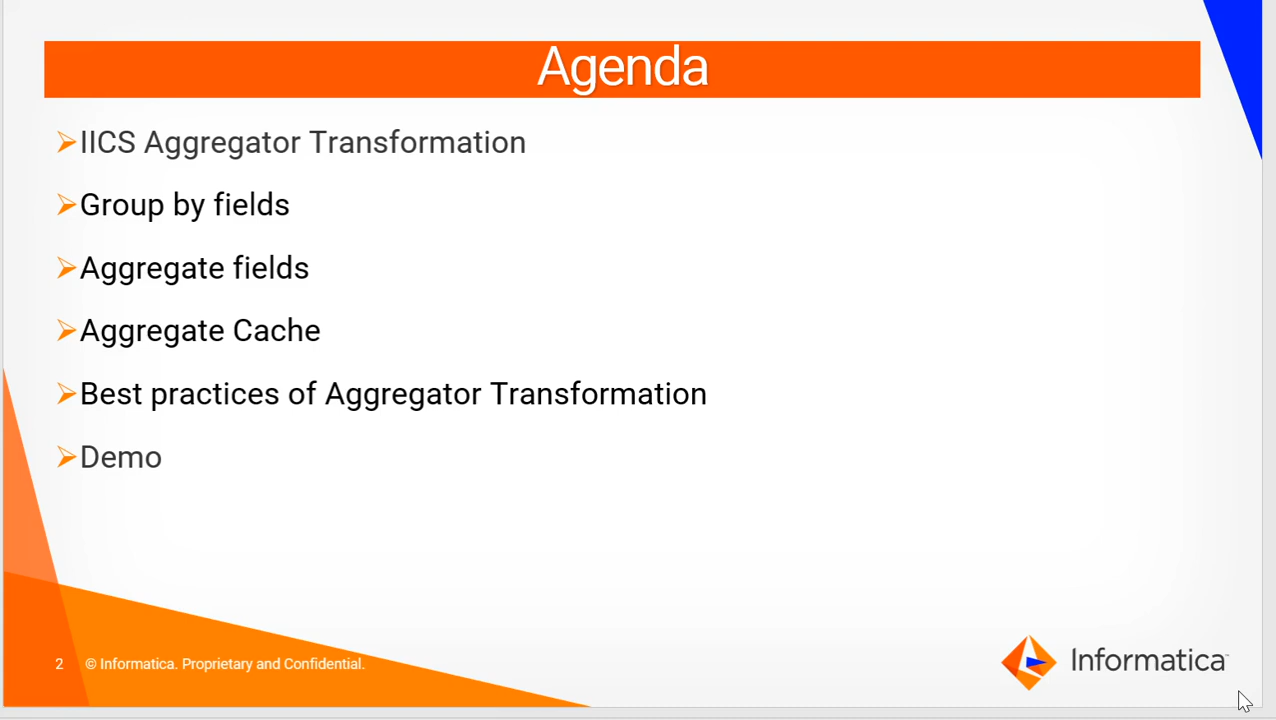 Agenda
IICS Aggregator Transformation
Group by fields
Aggregate fields
Aggregate Cache
Best practices of Aggregator Transformation
Demo
2 © Informatica. Proprietary and Confidential.
Informatica™